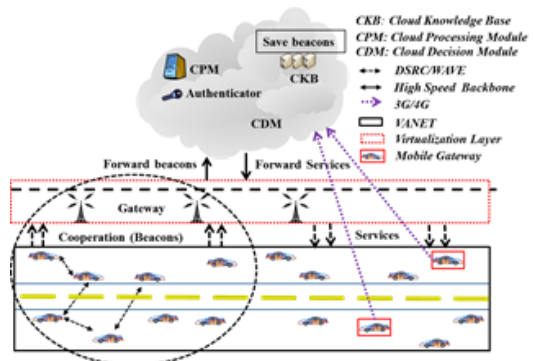 CKB: Cloud Knowledge Base
CPM: Cloud Processing Module
CDM: Cloud Decision Module
DSRC/WAVE
High Speed Backbone
3G/4G
VANET
Virtualization Layer
Mobile Gateway
Save beacons
CPM
CKB
Authenticator
CDM
Forward beacons
Forward Services
Gateway
Cooperation (Beacons)
Services